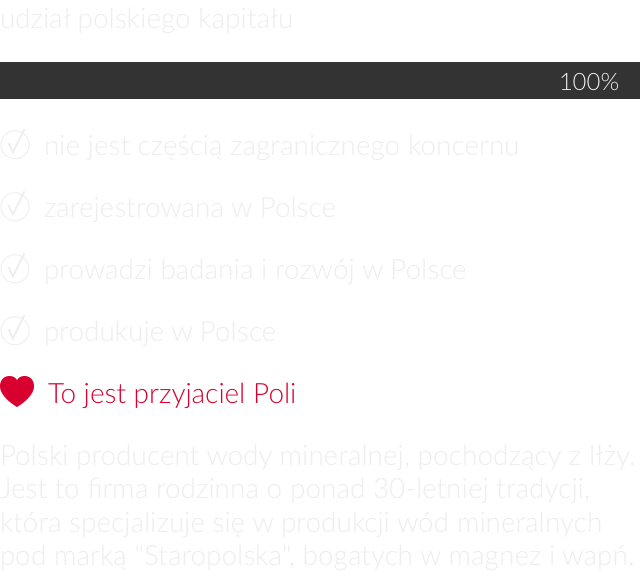 udział polskiego kapitału
100%
nie jest częścią zagranicznego koncernu
zarejestrowana w Polsce
prowadzi badania i rozwój w Polsce
produkuje w Polsce
To jest przyjaciel Poli
Polski producent wody mineralnej, pochodzący z Iłży.
Jest to firma rodzinna o ponad 30-letniej tradycji,
która specjalizuje się w produkcji wód mineralnych
pod marką "Staropolska", bogatych w magnez i wapń.